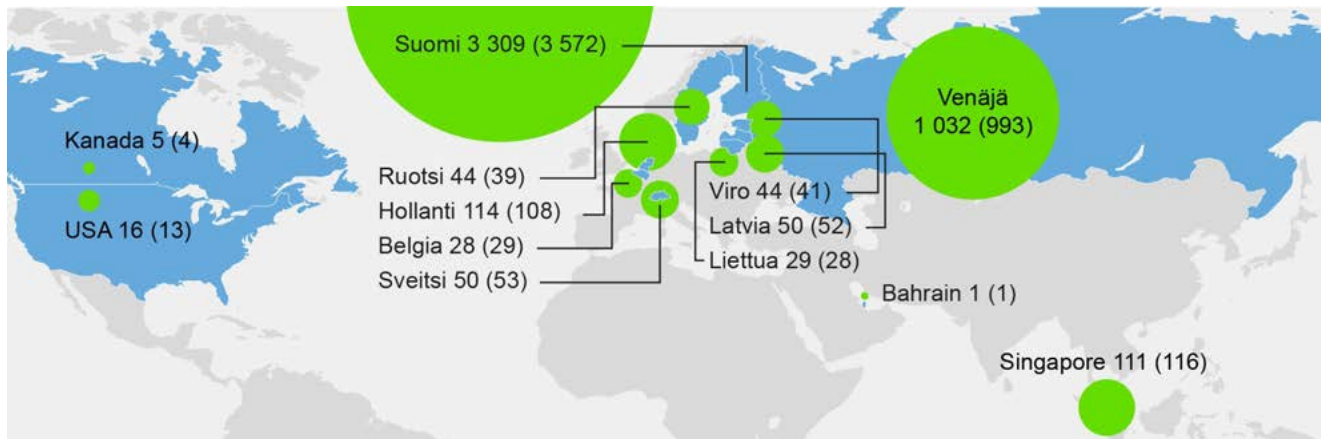 Suomi 3 309 (3 572)
Venäjä
1 032 (993)
Kanada 5 (4)
USA 16 (13)
Ruotsi 44 (39)
Hollanti 114 (108)
Belgia 28 (29)
Sveitsi 50 (53)
Viro 44 (41)
Latvia 50 (52)
Liettua 29 (28)
Bahrain 1 (1)
Singapore 111 (116)